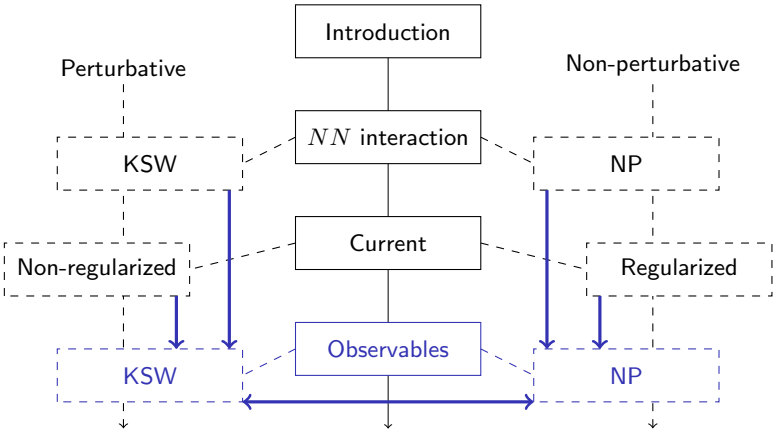 Introduction
Perturbative
Non-perturbative
NN interaction
KSW
NP
Current
Non-regularized
Regularized
Observables
KSW
NP